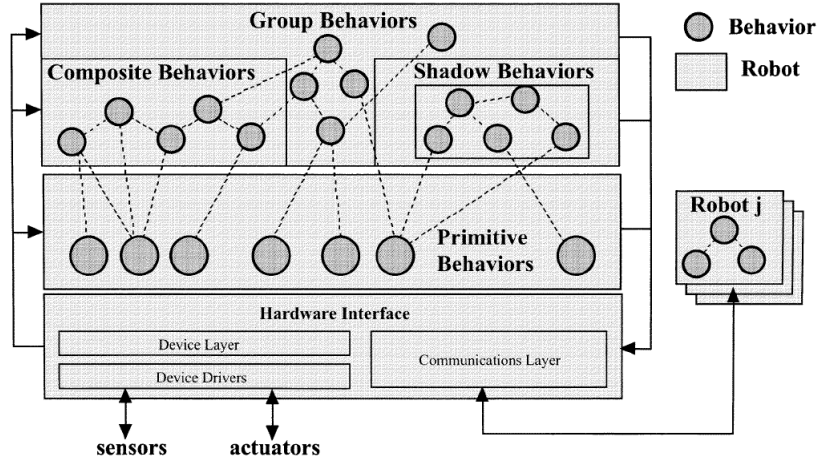 Group Behaviors
Behavior
Composite Behaviors
Shadow Behaviors
Robot
Robot j
Primitive
Behaviors
Hardware Interface
Device Layer
Communications Layer
Device Drivers
sensors
actuators